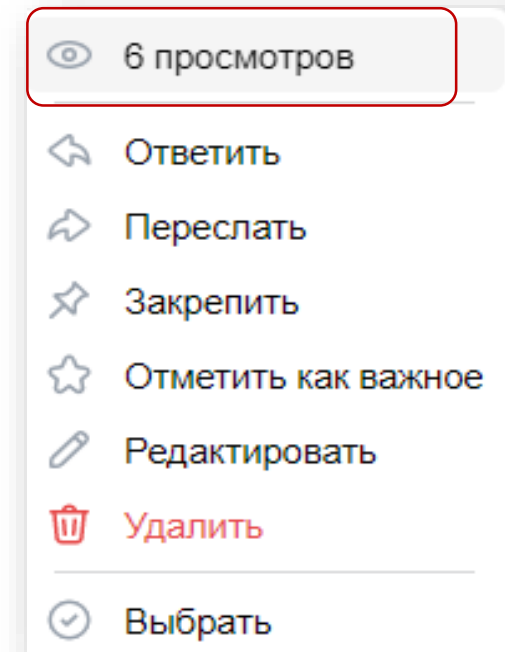 6 просмотров
Ответить
Переслать
Закрепить
Отметить как важное
Редактировать
Удалить
Выбрать